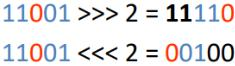 11001 >>> 2 = 11110
11001 <<< 2 = 00100